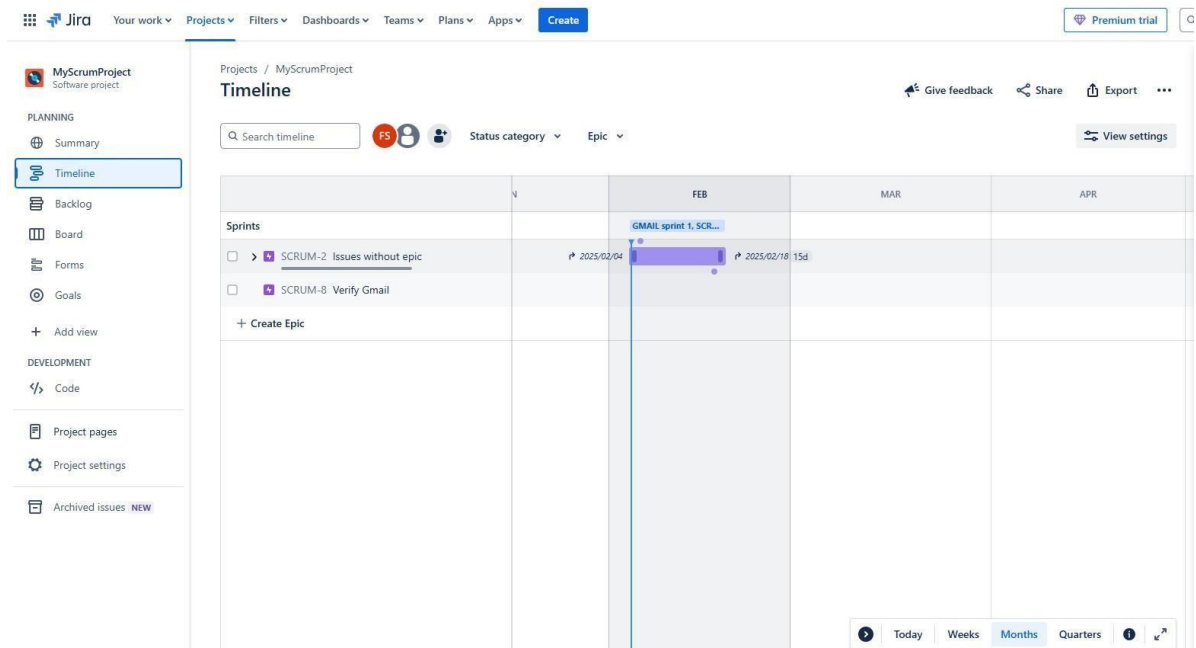 Jira Your work Projects Filters Dashboards Teams Plans Apps Create Premium trial
MyScrumProject
Software project
PLANNING
Summary
Timeline
Backlog
Board
Forms
Goals
+ Add view
DEVELOPMENT
Code
Project pages
Project settings
Archived issues NEW
Projects / MyScrumProject
Timeline
Give feedback Share Export
Search timeline FS Status category Epic View settings
FEB MAR APR
Sprints GMAIL sprint 1, SCR...
SCRUM-2 Issues without epic 2025/02/04 2025/02/18 15d
SCRUM-8 Verify Gmail
+ Create Epic
Today Weeks Months Quarters